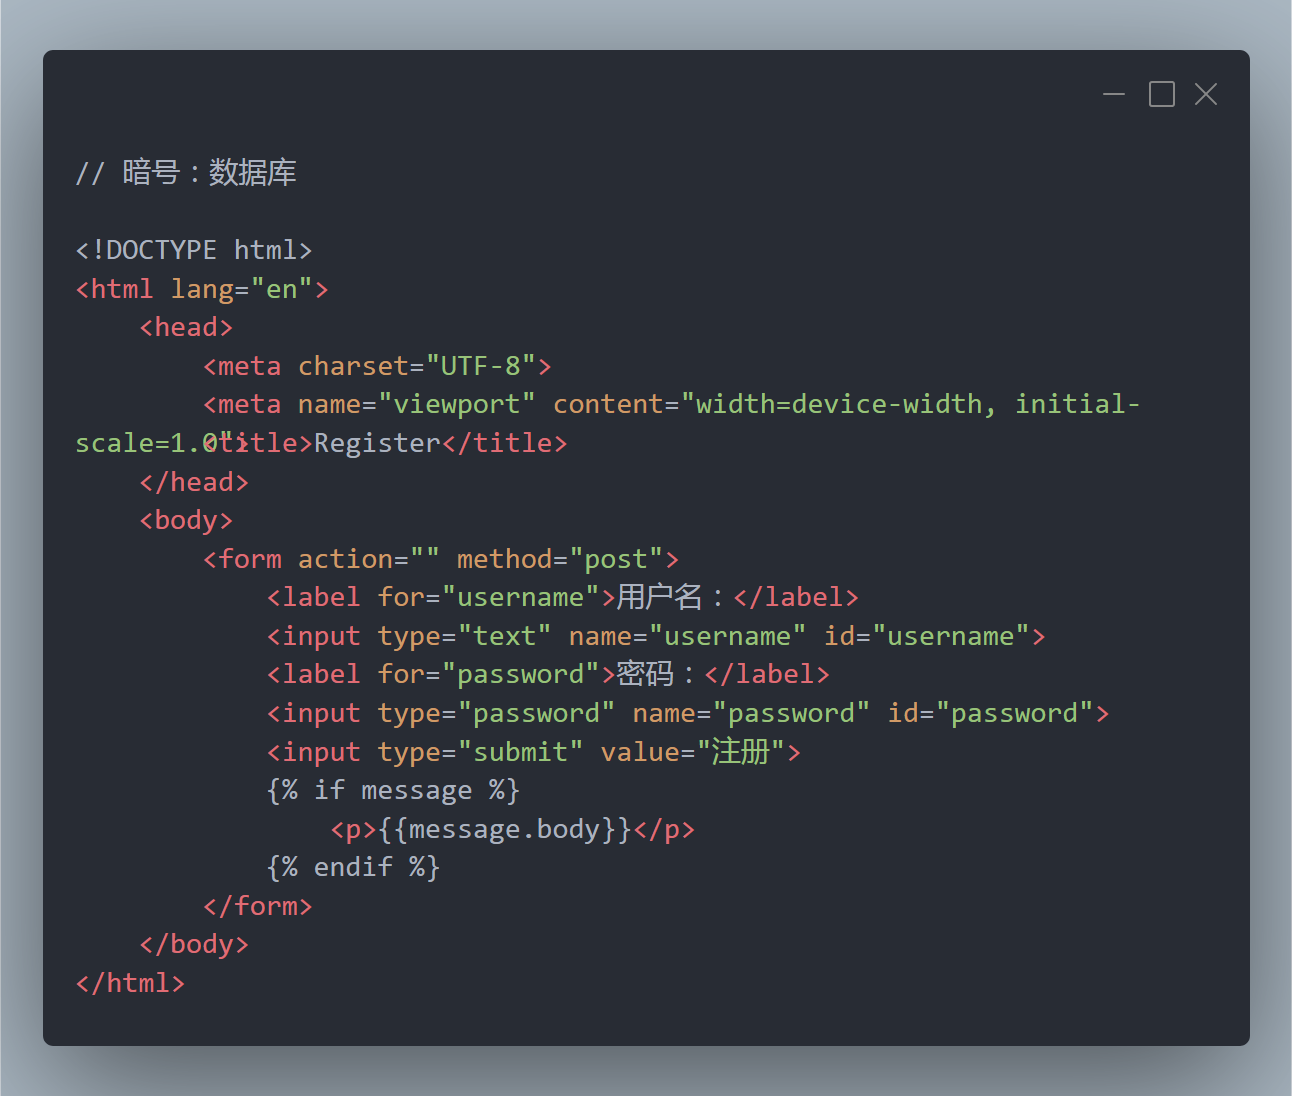 // 暗号：数据库
<!DOCTYPE html>
<html lang="en">
    <head>
        <meta charset="UTF-8">
        <meta name="viewport" content="width=device-width, initial-
scale=1.0">
        <title>Register</title>
    </head>
    <body>
        <form action="" method="post">
            <label for="username">用户名：</label>
            <input type="text" name="username" id="username">
            <label for="password">密码：</label>
            <input type="password" name="password" id="password">
            <input type="submit" value="注册">
            {% if message %}
                <p>{{message.body}}</p>
            {% endif %}
        </form>
    </body>
</html>